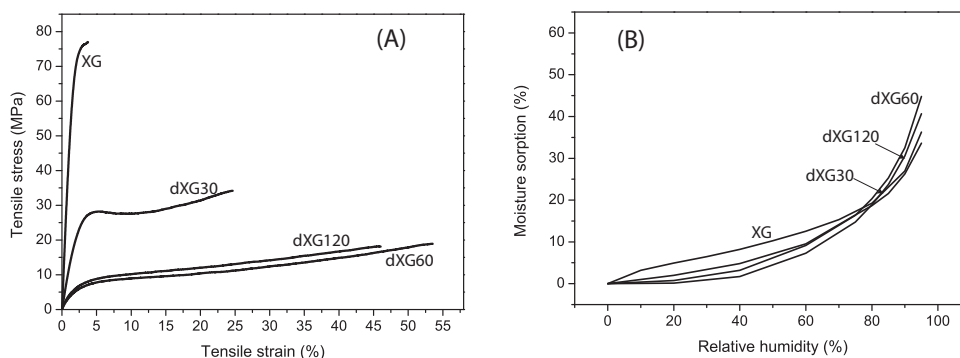 (A)
80
70
60
50
40
30
20
10
0
Tensile stress (MPa)
XG
dXG30
dXG120
dXG60
0 5 10 15 20 25 30 35 40 45 50 55
Tensile strain (%)
(B)
60
50
40
30
20
10
0
Moisture sorption (%)
dXG60
dXG120
dXG30
XG
0 20 40 60 80 100
Relative humidity (%)